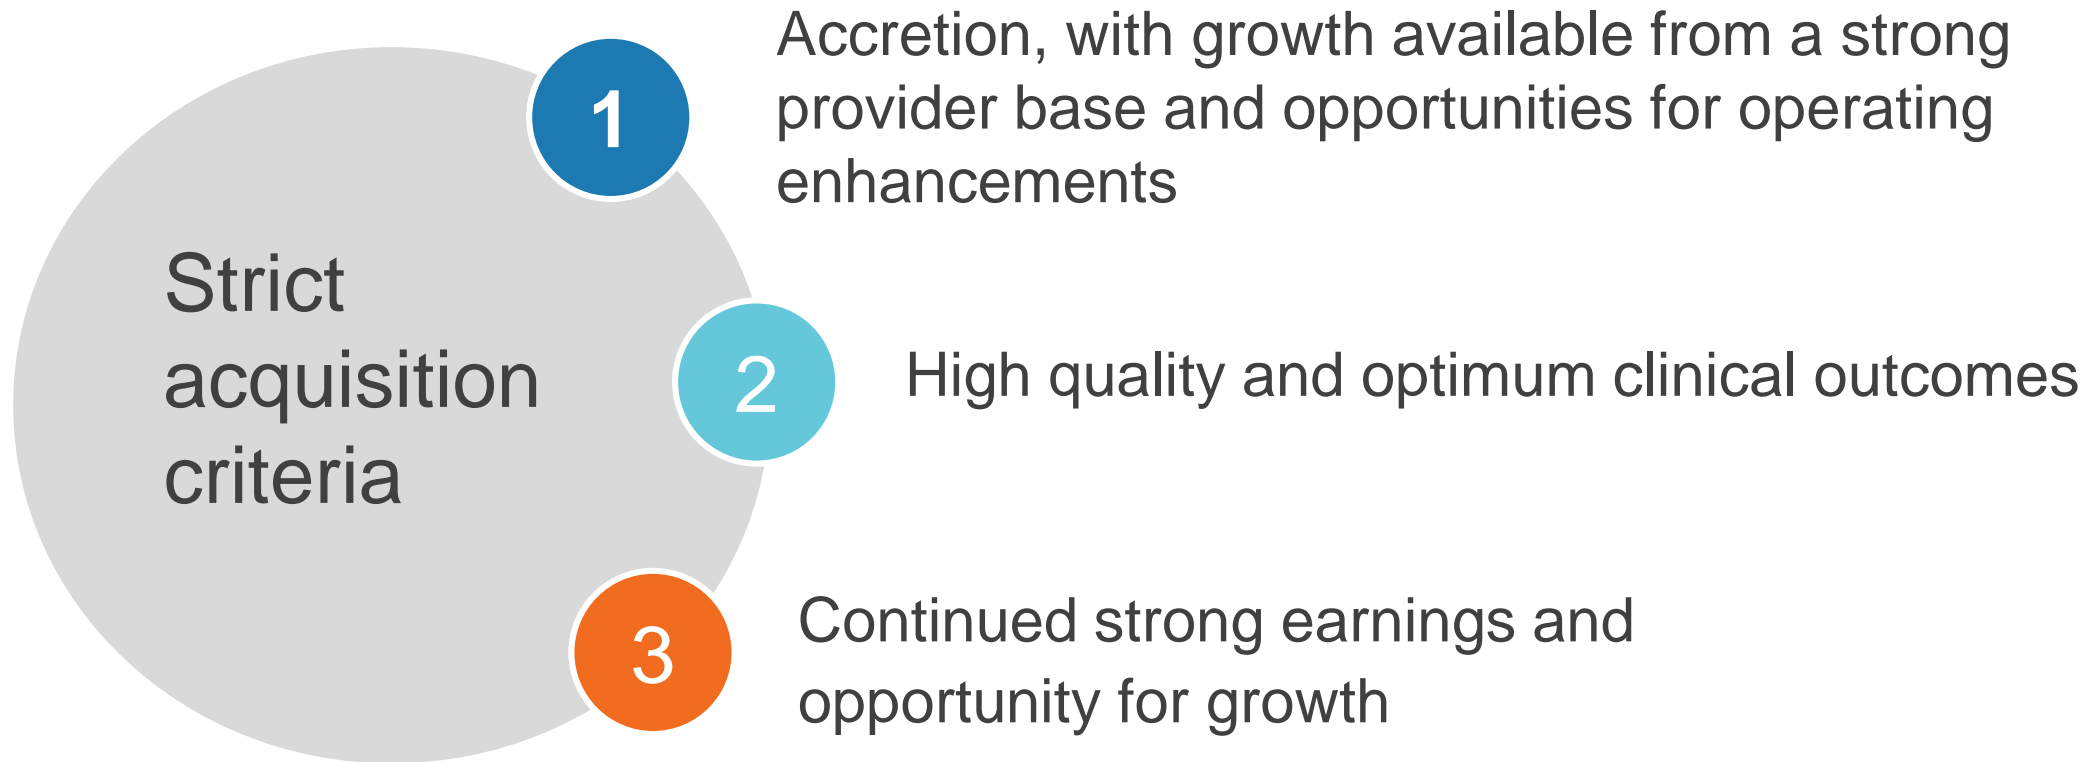 Strict
acquisition
criteria
1
Accretion, with growth available from a strong
provider base and opportunities for operating
enhancements
2
High quality and optimum clinical outcomes
3
Continued strong earnings and
opportunity for growth